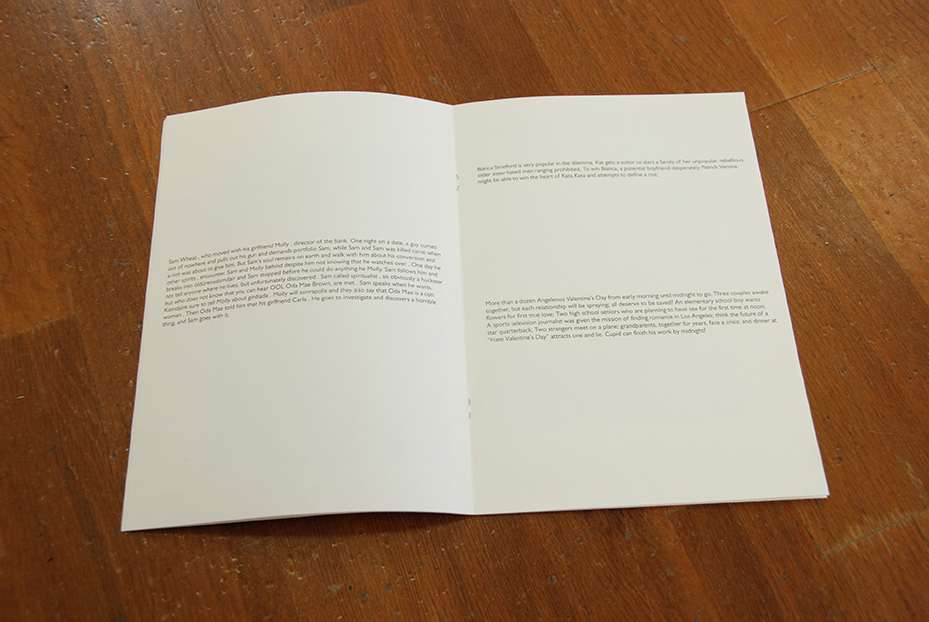 Sam Wheat , who moved with his girlfriend Molly , director of the bank. One night on a date, a guy comes
out of nowhere and pulls out his gun and demands portfolio Sam, while Sam and Sam was killed came when
a riot was about to give him. But Sam's soul remains on earth and walk with him about his conversion and
other spirits ; encounter. Sam and Molly behind despite him not knowing that he watches over . One day he
breaks into and Sam stopped before he could do anything he Molly. Sam follows him and
not tell anyone where he lives, but unfortunately discovered . Sam called spiritualist ; so obviously a huckster
but who does not know that you can hear OOL Oda Mae Brown, are met . Sam speaks when he wants,
sure to tell Molly about . Molly will and they also say that Oda Mae is a con
woman . Then Oda Mae told him that his girlfriend Carla . He goes to investigate and discovers a horrible
thing, and Sam goes with it.
Bianca Stratford is very popular in the dilemma. Kat gets a suitor to start a family of her unpopular, rebellious,
older sister hated men ranging prohibited. To win Bianca, a potential boyfriend desperately Patrick Verona,
might be able to win the heart of Kata Kata and attempts to define a riot.
More than a dozen Angelenos Valentine's Day from early morning until midnight to go. Three couples awake
together, but each relationship will be spraying; all deserve to be saved? An elementary school boy wants
flowers for first true love; Two high school seniors who are planning to have sex for the first time at noon;
A sports television journalist was given the mission of finding romance in Los Angeles; think the future of a
star quarterback; Two strangers meet on a plane; grandparents, together for years, face a crisis; and dinner at
"Hate Valentine's Day" attracts one and lie. Cupid can finish his work by midnight?